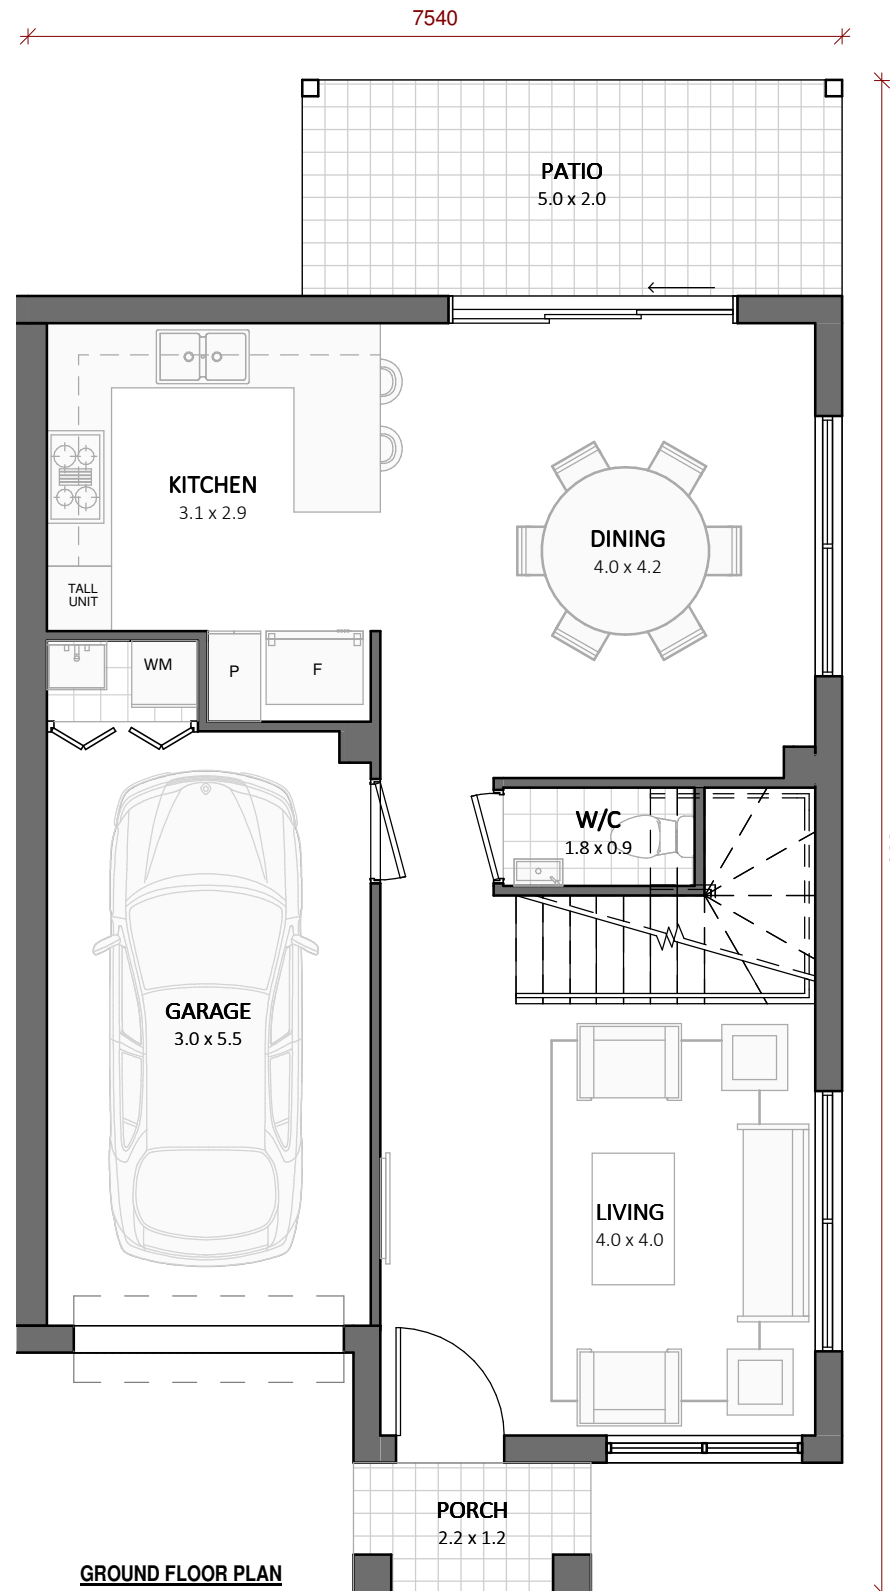 7540
PATIO
5.0 x 2.0
KITCHEN
3.1 x 2.9
DINING
4.0 x 4.2
TALL
UNIT
WM
P
F
W/C
1.8 x 0.9
GARAGE
3.0 x 5.5
LIVING
4.0 x 4.0
PORCH
2.2 x 1.2
GROUND FLOOR PLAN